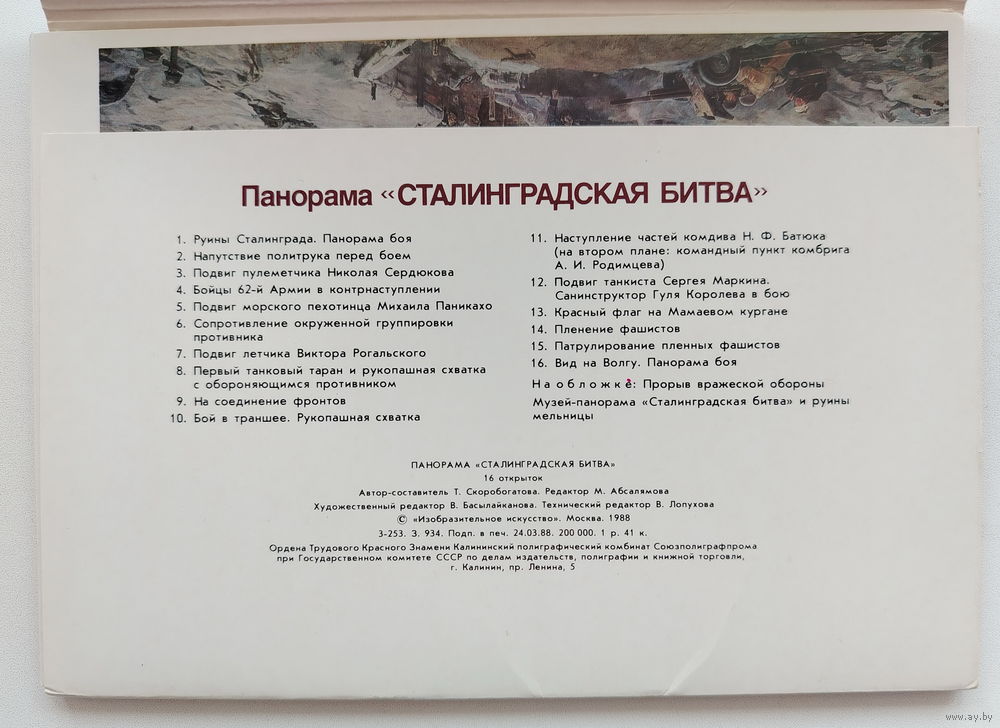 Панорама «СТАЛИНГРАДСКАЯ БИТВА»
1. Руины Сталинграда. Панорама боя
2. Напутствие политрука перед боем
3. Подвиг пулеметчика Николая Сердюкова
4. Бойцы 62-й Армии в контрнаступлении
5. Подвиг морского пехотинца Михаила Паникахо
6. Сопротивление окруженной группировки
противника
7. Подвиг летчика Виктора Рогальского
8. Первый танковый таран и рукопашная схватка
с обороняющимся противником
9. На соединение фронтов
10. Бой в траншее. Рукопашная схватка
11. Наступление частей комдива Н. Ф. Батюка
(на втором плане: командный пункт комбрига
А. И. Родимцева)
12. Подвиг танкиста Сергея Маркина.
Санинструктор Гуля Королева в бою
13. Красный флаг на Мамаевом кургане
14. Пленение фашистов
15. Патрулирование пленных фашистов
16. Вид на Волгу. Панорама боя
На обложке: Прорыв вражеской обороны
Музей-панорама «Сталинградская битва» и руины
мельницы
ПАНОРАМА «СТАЛИНГРАДСКАЯ БИТВА»
16 открыток
Автор-составитель Т. Скоробогатова. Редактор М. Абсалямова
Художественный редактор В. Басылайканова. Технический редактор В. Лопухова
© «Изобразительное искусство». Москва. 1988
3-253. З. 934. Подп. в печ. 24.03.88. 200 000. 1 р. 41 к.
Ордена Трудового Красного Знамени Калининский полиграфический комбинат Союзполиграфпрома
при Государственном комитете СССР по делам издательств, полиграфии и книжной торговли,
г. Калинин, пр. Ленина, 5
www.ay.by